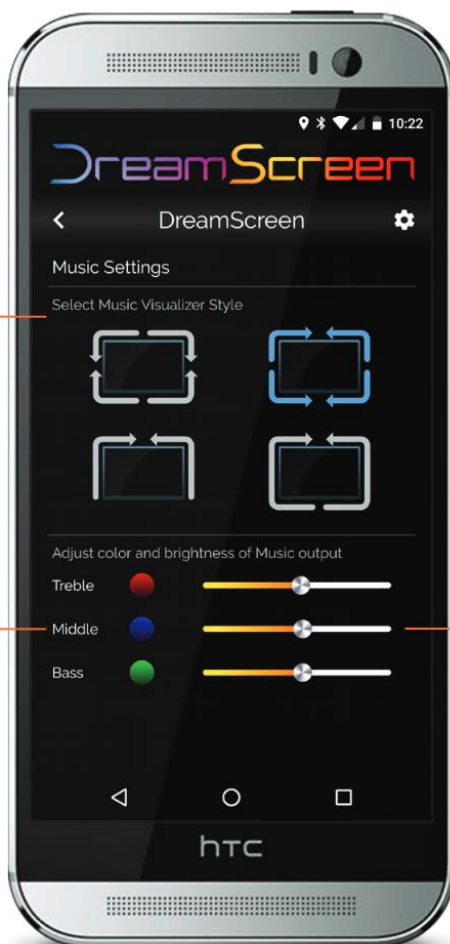 10:22
DreamScreen
DreamScreen
Music Settings
Select Music Visualizer Style
Adjust color and brightness of Music output
Treble
Middle
Bass
hTC